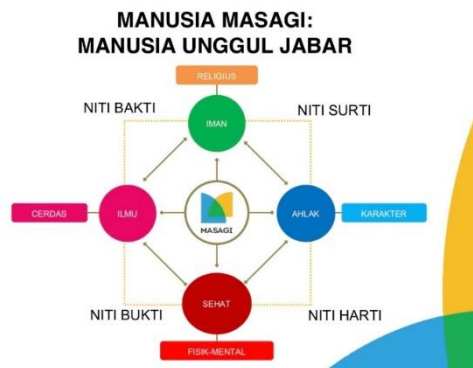 MANUSIA MASAGI:
MANUSIA UNGGUL JABAR
RELIGIUS
NITI BAKTI
IMAN
NITI SURTI
CERDAS
ILMU
MASAGI
AHLAK
KARAKTER
NITI BUKTI
SEHAT
NITI HARTI
FISIK-MENTAL